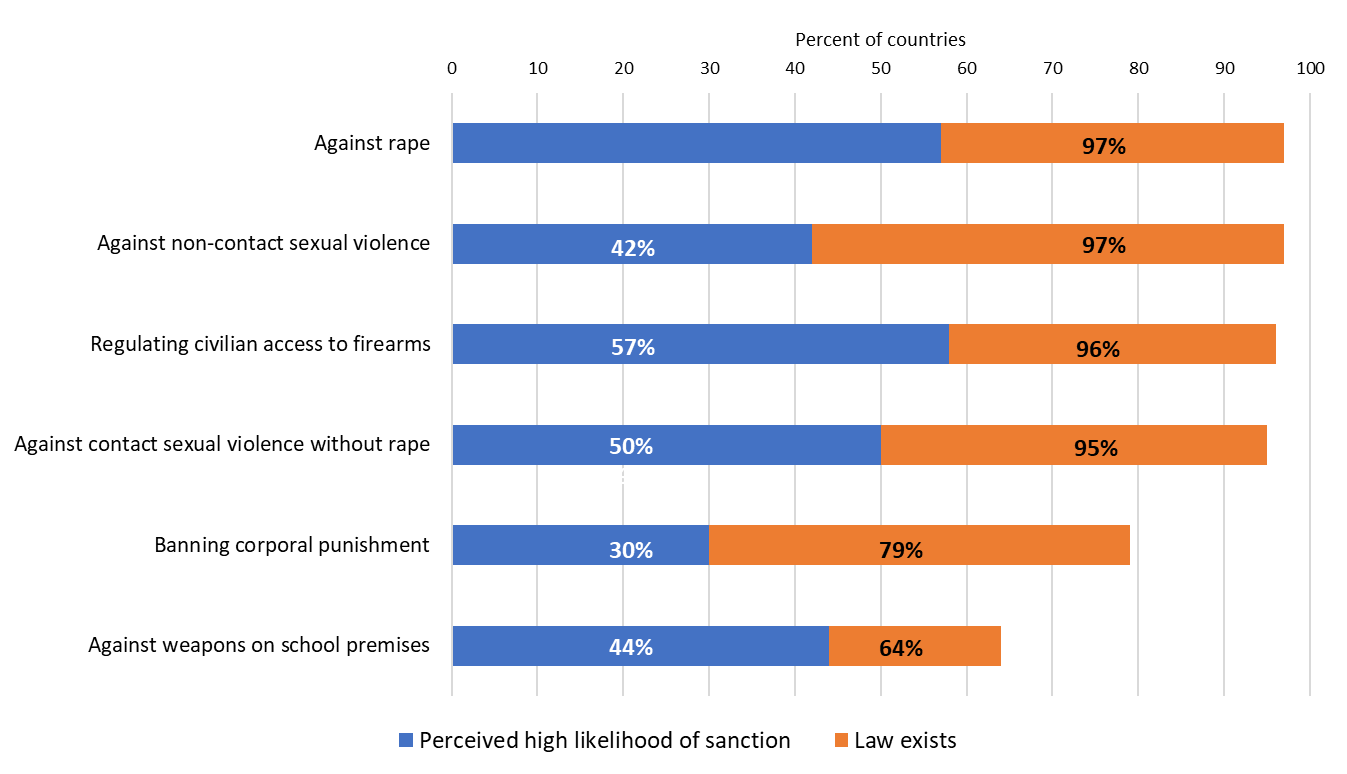 Percent of countries
0 10 20 30 40 50 60 70 80 90 100
Against rape 97%
Against non-contact sexual violence 42% 97%
Regulating civilian access to firearms 57% 96%
Against contact sexual violence without rape 50% 95%
Banning corporal punishment 30% 79%
Against weapons on school premises 44% 64%
Perceived high likelihood of sanction Law exists